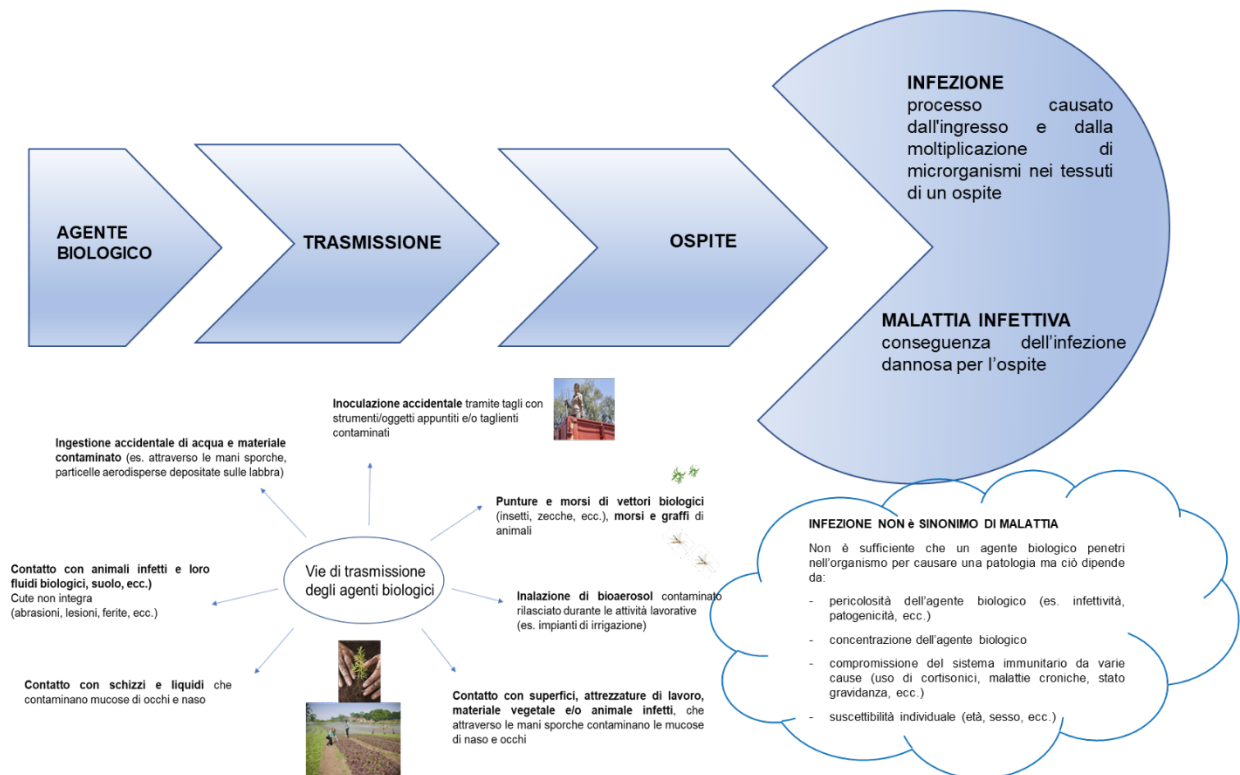 AGENTE
BIOLOGICO
TRASMISSIONE
OSPITE
INFEZIONE
processo causato
dall'ingresso e dalla
moltiplicazione di
microrganismi nei tessuti
di un ospite
MALATTIA INFETTIVA
conseguenza dell'infezione
dannosa per l'ospite
Inoculazione accidentale tramite tagli con
strumenti/oggetti appuntiti e/o taglienti
contaminati
Ingestione accidentale di acqua e materiale
contaminato (es. attraverso le mani sporche,
particelle aerodisperse depositate sulle labbra)
Punture e morsi di vettori biologici
(insetti, zecche, ecc.), morsi e graffi di
animali
Contatto con animali infetti e loro
fluidi biologici, suolo, ecc.)
Cute non integra
(abrasioni, lesioni, ferite, ecc.)
Vie di trasmissione
degli agenti biologici
Inalazione di bioaerosol contaminato
rilasciato durante le attività lavorative
(es. impianti di irrigazione)
Contatto con schizzi e liquidi che
contaminano mucose di occhi e naso
Contatto con superfici, attrezzature di lavoro,
materiale vegetale e/o animale infetti, che
attraverso le mani sporche contaminano le mucose
di naso e occhi
INFEZIONE NON è SINONIMO DI MALATTIA
Non è sufficiente che un agente biologico penetri
nell'organismo per causare una patologia ma ciò dipende
da:
- pericolosità dell'agente biologico (es. infettività,
patogenicità, ecc.)
- concentrazione dell'agente biologico
- compromissione del sistema immunitario da varie
cause (uso di cortisonici, malattie croniche, stato
gravidanza, ecc.)
- suscettibilità individuale (età, sesso, ecc.)